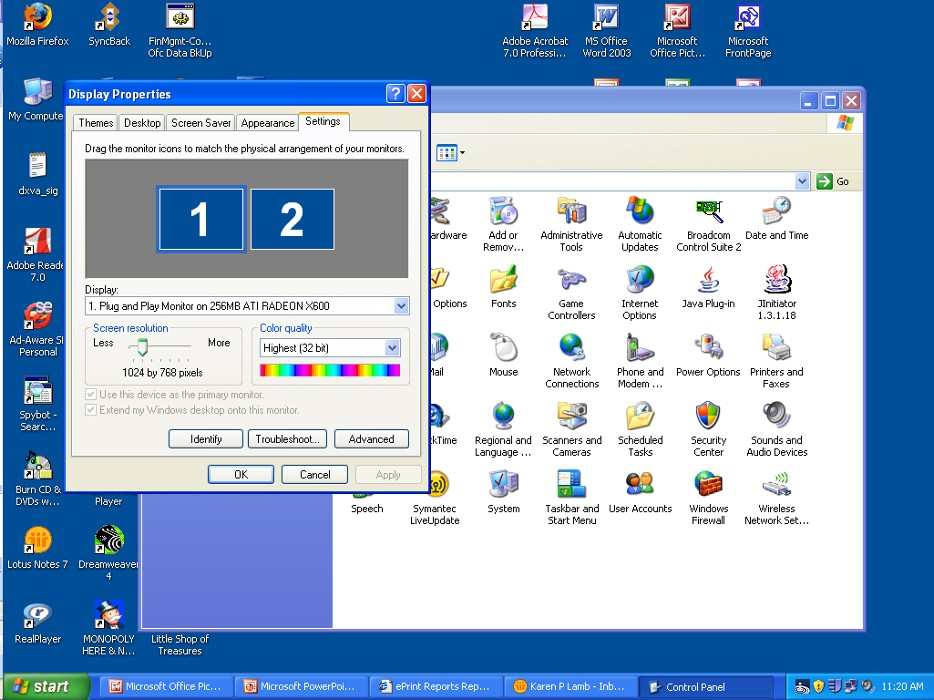 Mozilla Firefox
SyncBack
FinMgmt-Co...
Ofc Data BkUp
Adobe Acrobat
7.0 Professi...
MS Office
Word 2003
Microsoft
Office Pict...
Microsoft
FrontPage
My Compute
dxva_sig
Adobe Reade
7.0
Ad-Aware SE
Personal
Spybot -
Searc...
Burn CD &
DVDs w...
Player
Lotus Notes 7
Dreamweaver
4
RealPlayer
MONOPOLY
HERE & N...
Little Shop of
Treasures
Display Properties
Themes
Desktop
Screen Saver
Appearance
Settings
Drag the monitor icons to match the physical arrangement of your monitors.
1
2
Display:
1. Plug and Play Monitor on 256MB ATI RADEON X600
Screen resolution
Less
More
1024 by 768 pixels
Color quality
Highest (32 bit)
Use this device as the primary monitor.
Extend my Windows desktop onto this monitor.
Identify
Troubleshoot...
Advanced
OK
Cancel
Apply
Go
ardware
Add or
Remov...
Administrative
Tools
Automatic
Updates
Broadcom
Control Suite 2
Date and Time
Options
Fonts
Game
Controllers
Internet
Options
Java Plug-in
JInitiator
1.3.1.18
Mail
Mouse
Network
Connections
Phone and
Modem ...
Power Options
Printers and
Faxes
kTime
Regional and
Language ...
Scanners and
Cameras
Scheduled
Tasks
Security
Center
Sounds and
Audio Devices
Speech
Symantec
LiveUpdate
System
Taskbar and
Start Menu
User Accounts
Windows
Firewall
Wireless
Network Set...
start
Microsoft Office Pic...
Microsoft PowerPoi...
ePrint Reports Rep...
Karen P Lamb - Inb...
Control Panel
11:20 AM